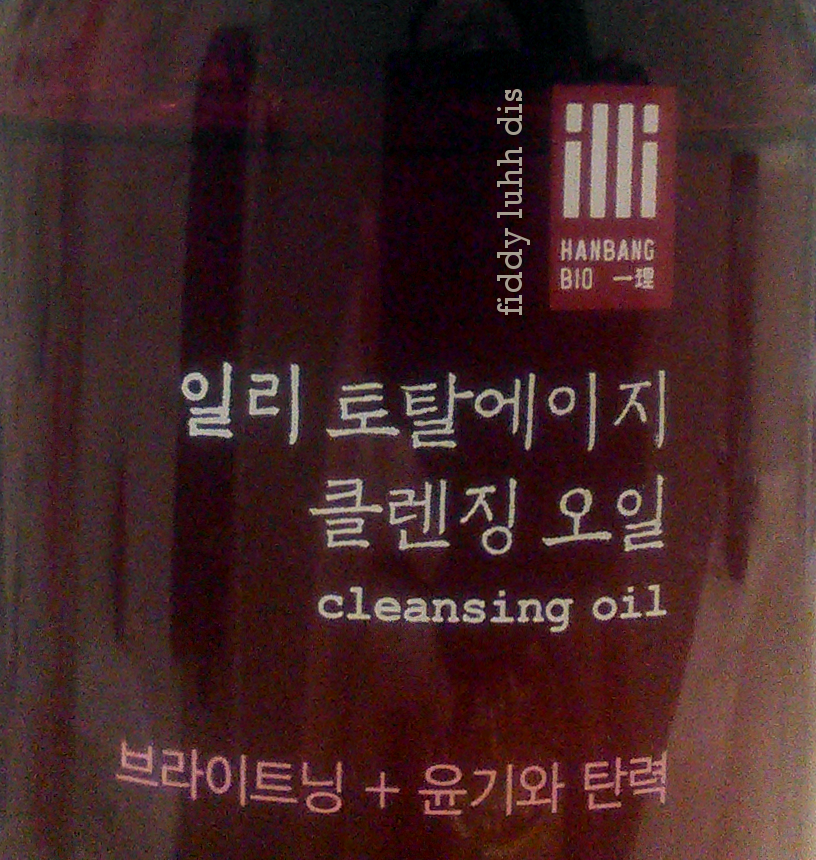 fiddy luhh dis
illi
HANBANG
BIO 一理
일리 토탈에이지
클렌징 오일
cleansing oil
브라이트닝 + 윤기와 탄력